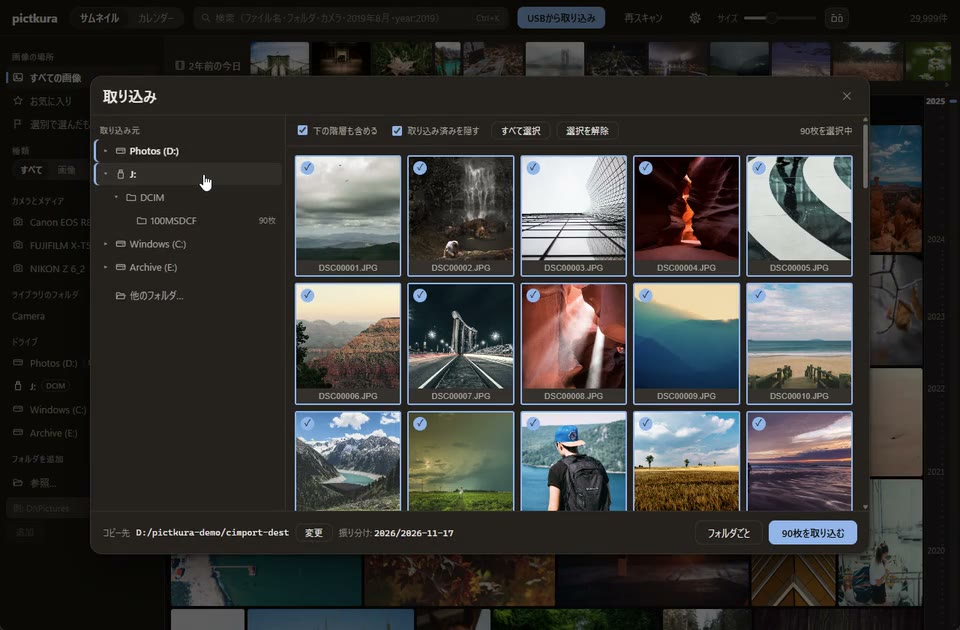 pictkura サムネイル カレンダー 検索（ファイル名・フォルダ・カメラ・2019年8月・year:2019） Ctrl+K USBから取り込み 再スキャン サイズ 29,999件
画像の場所
すべての画像
お気に入り
選別で選んだも
種類
すべて 画像
カメラとメディア
Canon EOS R6
FUJIFILM X-T5
NIKON Z 6_2
ライブラリのフォルダ
Camera
ドライブ
Photos (D:)
J: DCIM
Windows (C:)
Archive (E:)
フォルダを追加
参照...
D:\Pictures
追加
2年前の今日
取り込み
取り込み元
Photos (D:)
J:
DCIM
100MSDCF 90枚
Windows (C:)
Archive (E:)
他のフォルダ...
下の階層も含める 取り込み済みを隠す すべて選択 選択を解除 90枚を選択中
DSC00001.JPG DSC00002.JPG DSC00003.JPG DSC00004.JPG DSC00005.JPG
DSC00006.JPG DSC00007.JPG DSC00008.JPG DSC00009.JPG DSC00010.JPG
コピー先 D:/pictkura-demo/cimport-dest 変更 振り分け: 2026/2026-11-17 フォルダごと 90枚を取り込む
2025
2024
2023
2022
2021
2020